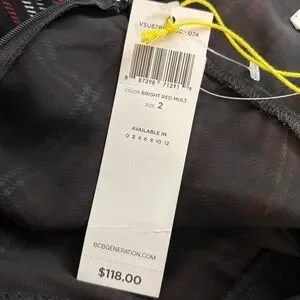 074
COLOR BRIGHT RED MULT
SIZE 2
AVAILABLE IN
0 2 4 6 8 10 12
BCBGENERATION.COM
$118.00